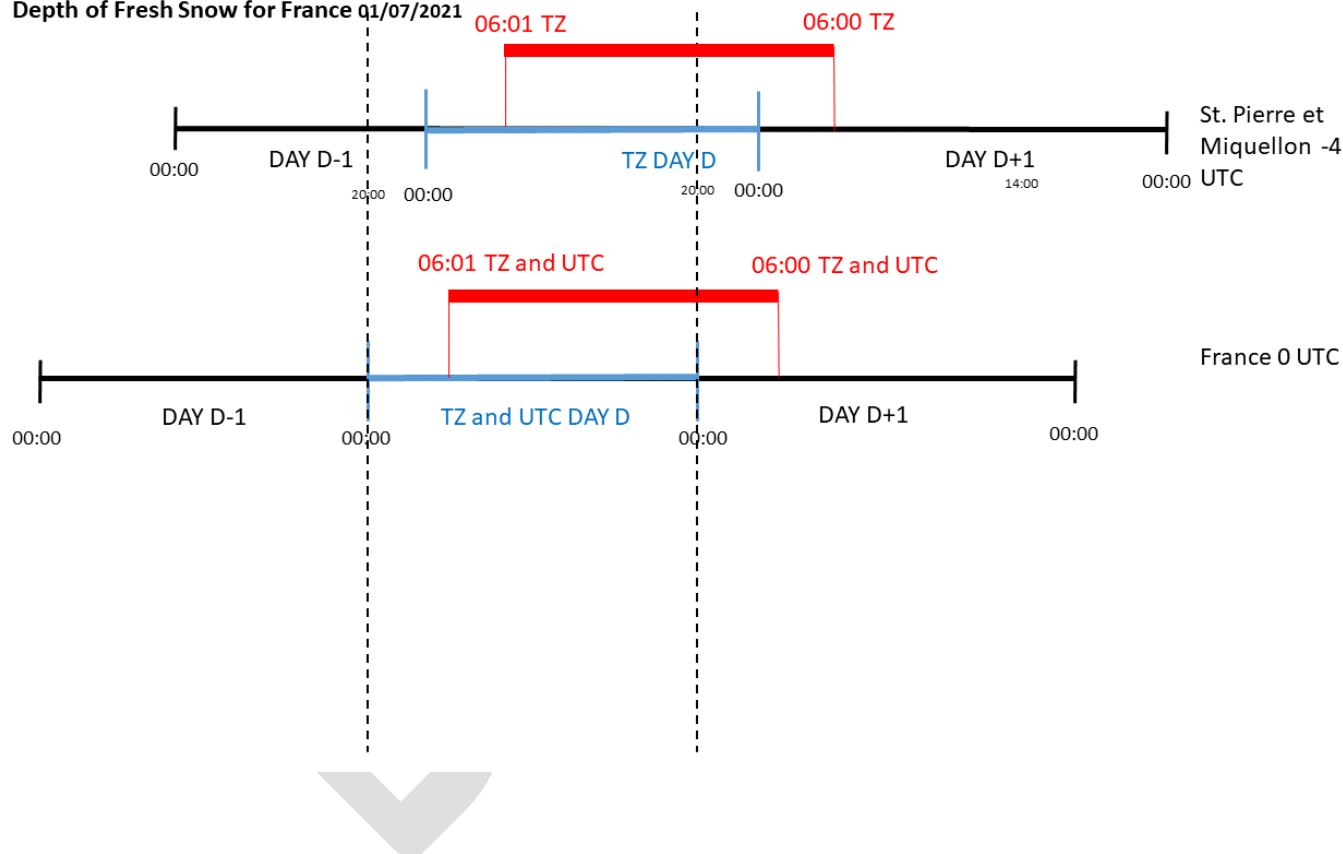 Depth of Fresh Snow for France 01/07/2021
06:01 TZ
06:00 TZ
St. Pierre et
Miquellon -4
UTC
DAY D-1
TZ DAY D
DAY D+1
00:00
20:00
00:00
20:00
00:00
14:00
00:00
06:01 TZ and UTC
06:00 TZ and UTC
France 0 UTC
DAY D-1
TZ and UTC DAY D
DAY D+1
00:00
00:00
00:00
00:00